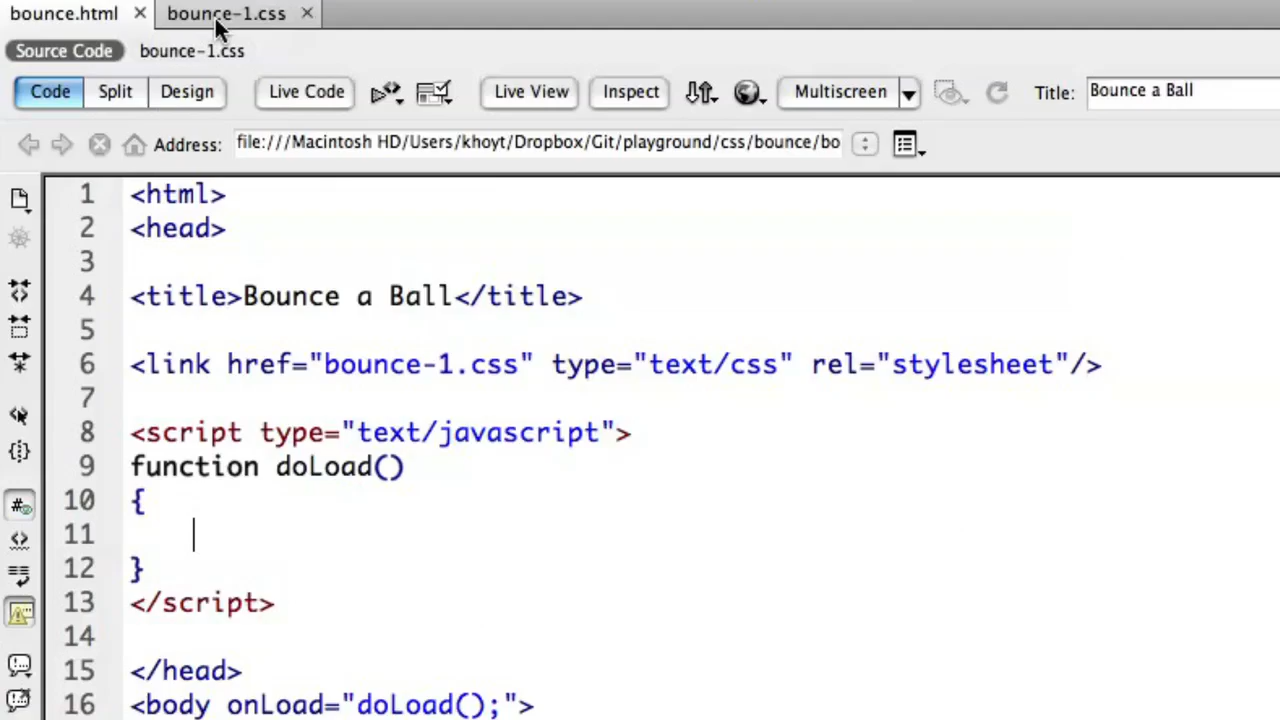 bounce.html bounce-1.css
Source Code bounce-1.css
Code Split Design Live Code Live View Inspect Multiscreen Title: Bounce a Ball
Address: file:///Macintosh HD/Users/khoyt/Dropbox/Git/playground/css/bounce/bo
1 <html>
2 <head>
3
4 <title>Bounce a Ball</title>
5
6 <link href="bounce-1.css" type="text/css" rel="stylesheet"/>
7
8 <script type="text/javascript">
9 function doLoad()
10 {
11
12 }
13 </script>
14
15 </head>
16 <body onLoad="doLoad();">